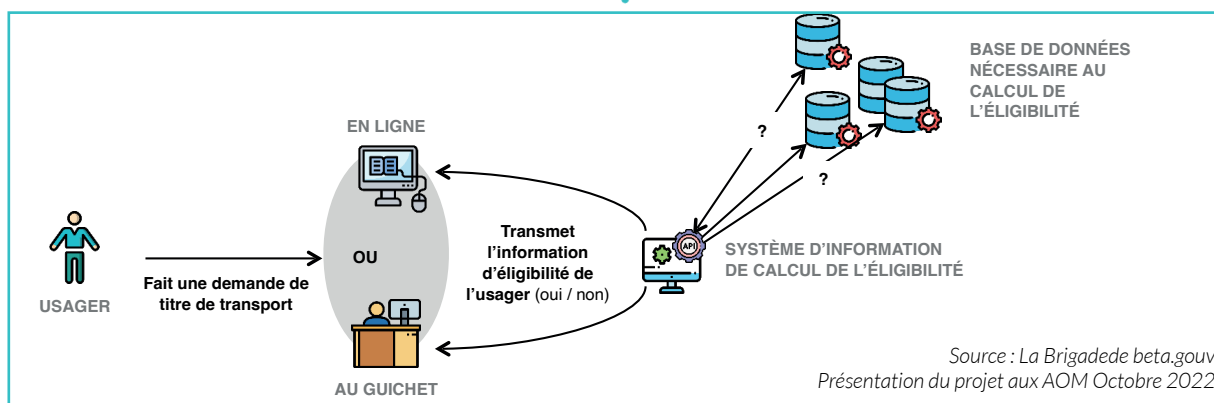 BASE DE DONNÉES
NÉCESSAIRE AU
CALCUL DE
L'ÉLIGIBILITÉ
EN LIGNE
?
?
USAGER
Fait une demande de
titre de transport
OU
Transmet
l'information
d'éligibilité de
l'usager (oui / non)
API
SYSTÈME D'INFORMATION
DE CALCUL DE L'ÉLIGIBILITÉ
AU GUICHET
Source : La Brigadede beta.gouv
Présentation du projet aux AOM Octobre 2022